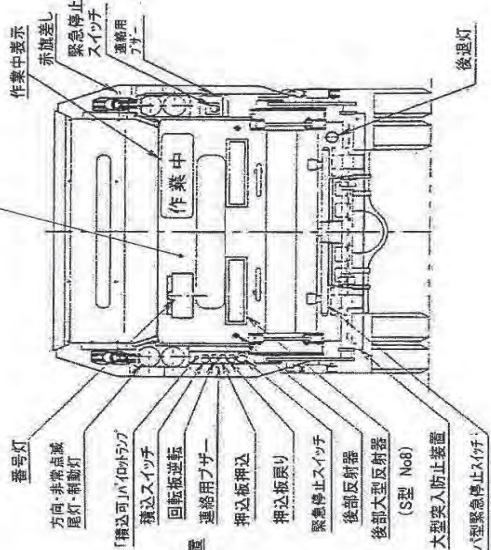 作業中表示
赤旗差し
緊急停止
スイッチ
連絡用
ブザー
後退灯
作業中
番号灯
方向・非常点滅
尾灯・制動灯
「積込可」パイロットランプ
積込スイッチ
回転板逆転
連絡用ブザー
置
押込板押込
押込板戻り
緊急停止スイッチ
後部反射器
後部大型反射器
(S型 No8)
大型突入防止装置
パ型緊急停止スイッチ